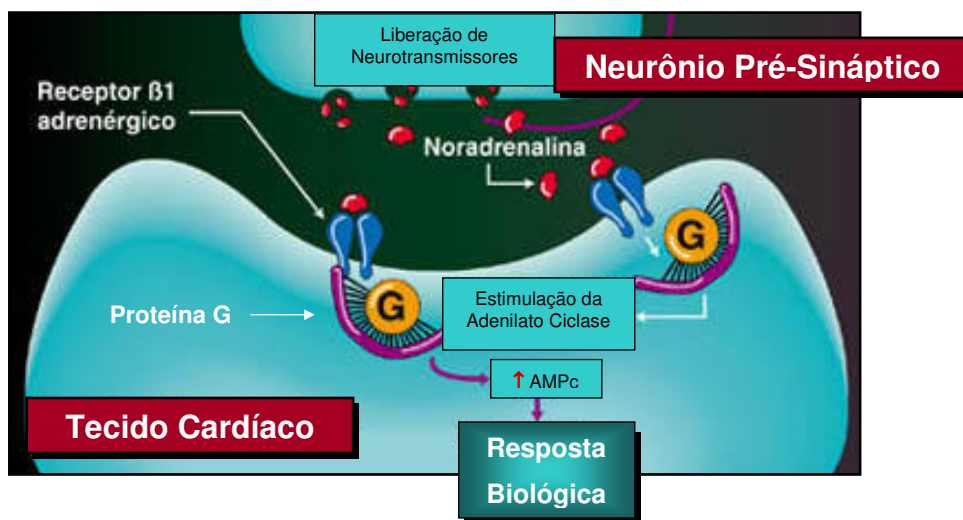 Liberação de
Neurotransmissores
Neurônio Pré-Sináptico
Receptor ß1
adrenérgico
Noradrenalina
G
Proteína G
G
Estimulação da
Adenilato Ciclase
↑ AMPc
Tecido Cardíaco
Resposta
Biológica